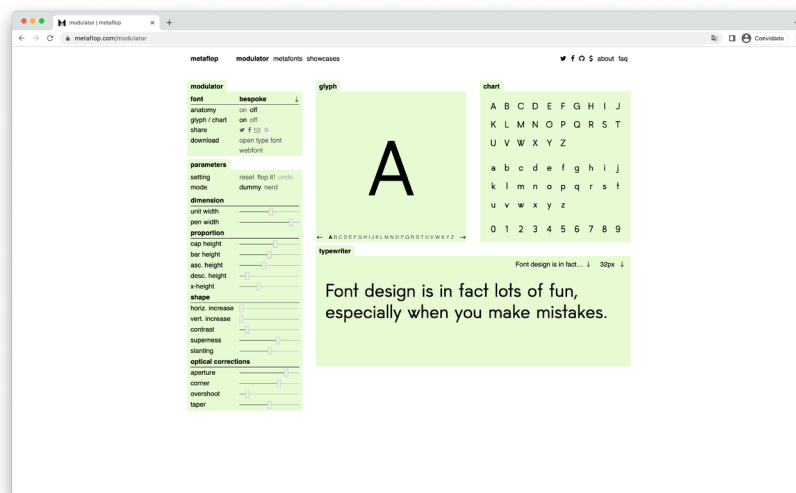 modulator | metaflop
metaflop.com/modulator
Convidado
metaflop modulator metafonts showcases
$ about faq
modulator
font bespoke ↓
anatomy on off
glyph / chart on off
share
download open type font
webfont
parameters
setting reset flop it! undo
mode dummy nerd
dimension
unit width
pen width
proportion
cap height
bar height
asc. height
desc. height
x-height
shape
horiz. increase
vert. increase
contrast
superness
slanting
optical corrections
aperture
corner
overshoot
taper
glyph
A
← ABCDEFGHIJKLMNOPQRSTUVWXYZ →
chart
A B C D E F G H I J
K L M N O P Q R S T
U V W X Y Z
a b c d e f g h i j
k l m n o p q r s t
u v w x y z
0 1 2 3 4 5 6 7 8 9
typewriter
Font design is in fact... ↓ 32px ↓
Font design is in fact lots of fun,
especially when you make mistakes.